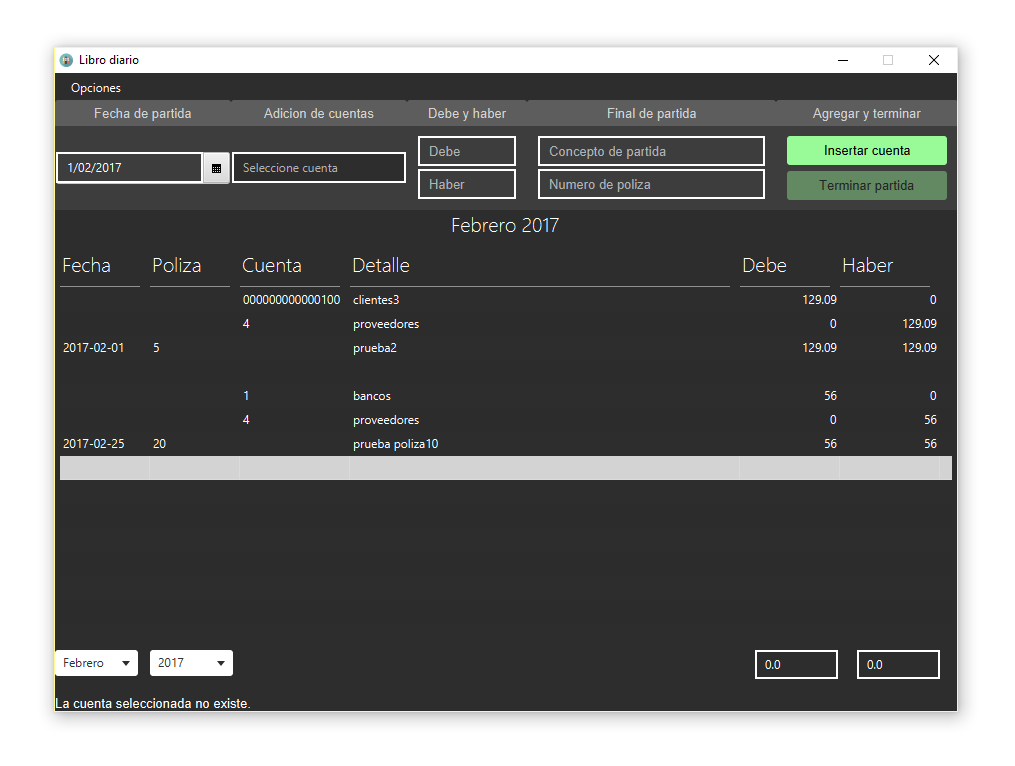 Libro diario
Opciones
Fecha de partida Adicion de cuentas Debe y haber Final de partida Agregar y terminar
1/02/2017 Seleccione cuenta Debe Concepto de partida Insertar cuenta
Haber Numero de poliza Terminar partida
Febrero 2017
Fecha Poliza Cuenta Detalle Debe Haber
000000000000100 clientes3 129.09 0
4 proveedores 0 129.09
2017-02-01 5 prueba2 129.09 129.09
1 bancos 56 0
4 proveedores 0 56
2017-02-25 20 prueba poliza10 56 56
Febrero 2017 0.0 0.0
La cuenta seleccionada no existe.